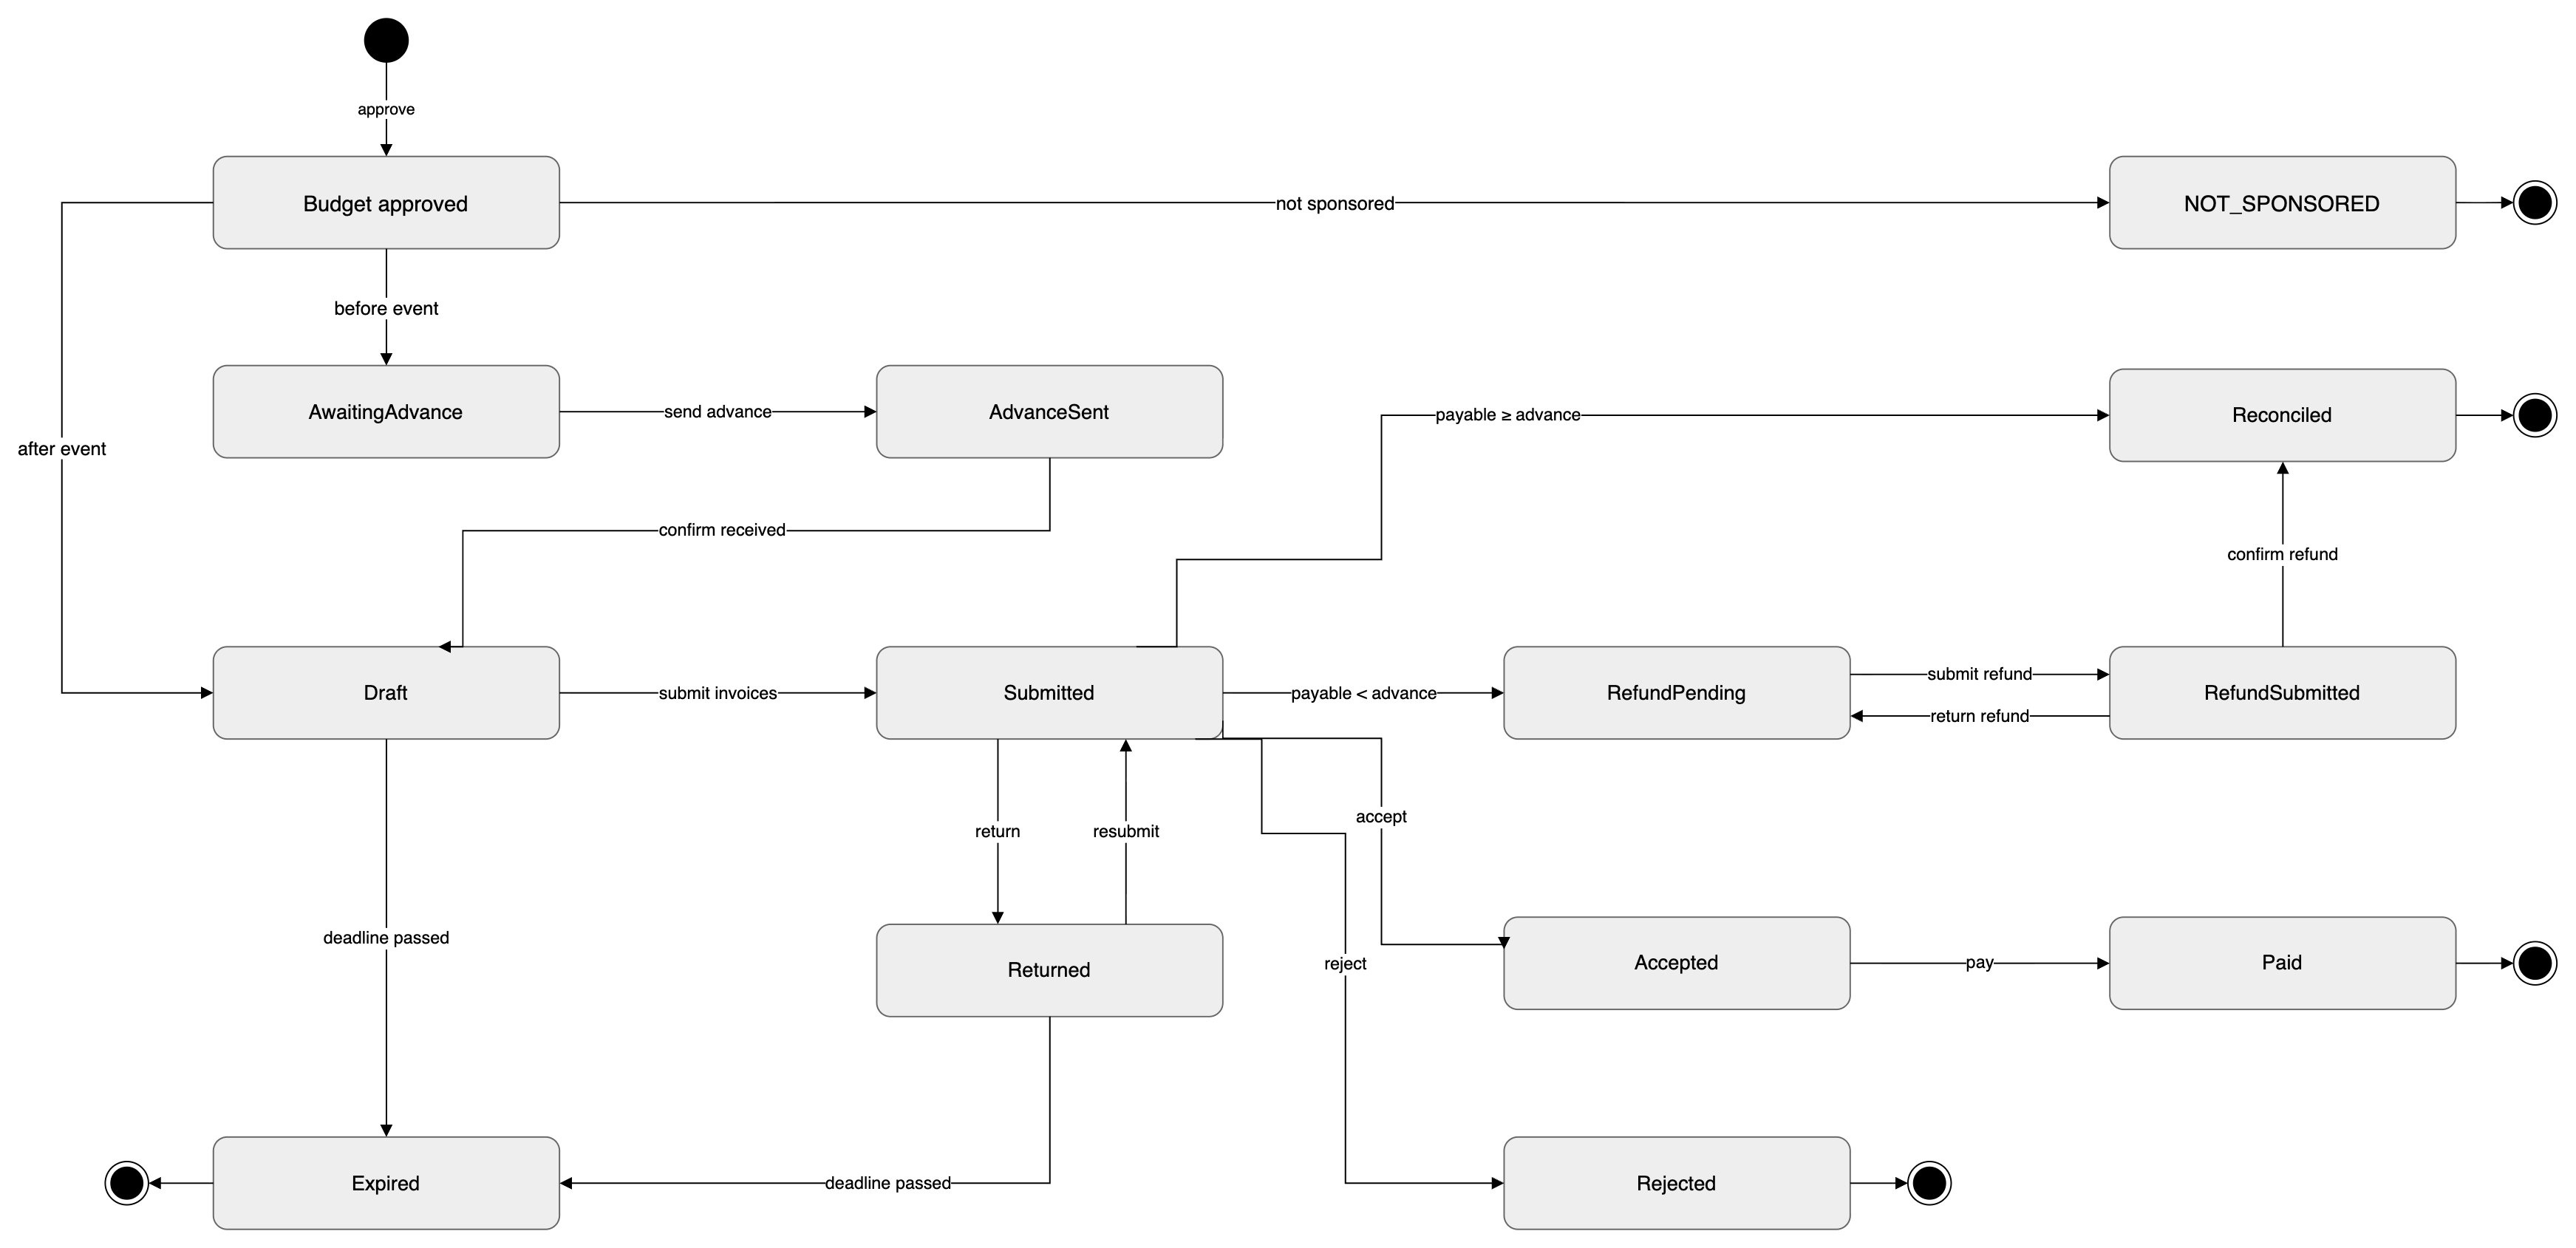 approve
Budget approved
not sponsored
NOT_SPONSORED
before event
after event
AwaitingAdvance
send advance
AdvanceSent
payable ≥ advance
Reconciled
confirm received
confirm refund
Draft
submit invoices
Submitted
payable < advance
RefundPending
submit refund
return refund
RefundSubmitted
return
resubmit
accept
deadline passed
Returned
reject
Accepted
pay
Paid
Expired
deadline passed
Rejected